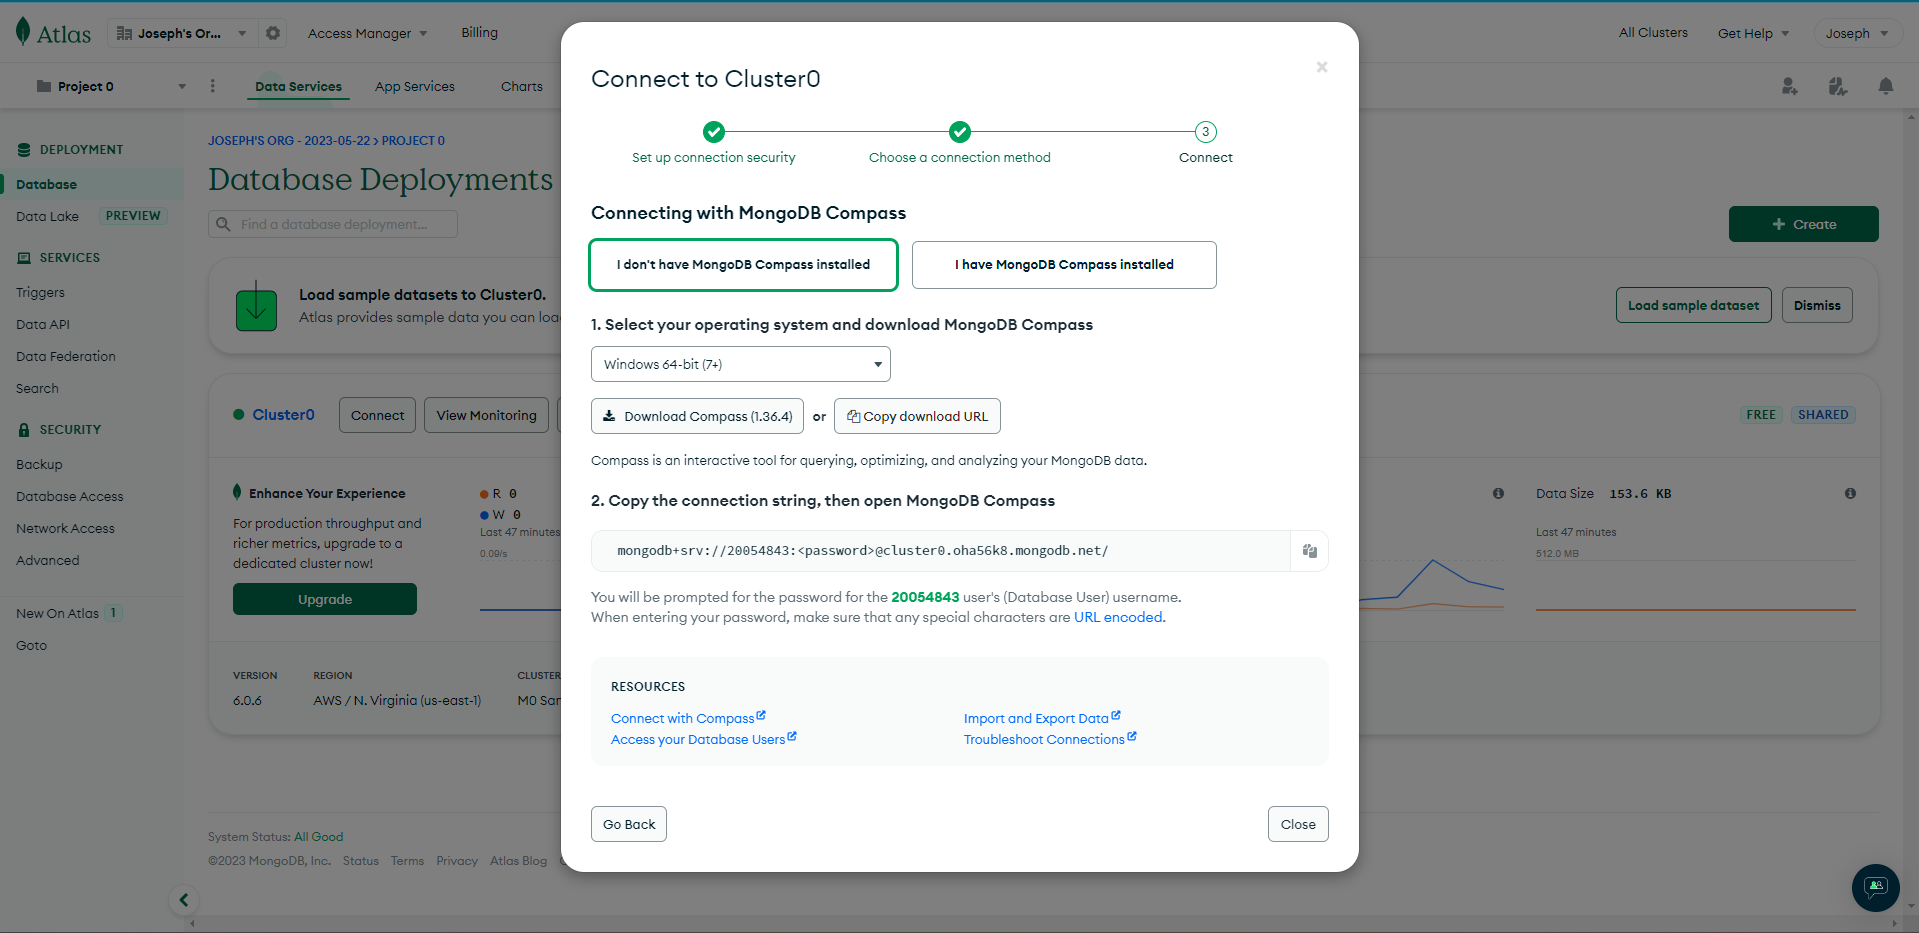 Atlas
Joseph's Or...
Access Manager
Billing
All Clusters
Get Help
Joseph
Project 0
Data Services
App Services
Charts
DEPLOYMENT
Database
Data Lake PREVIEW
SERVICES
Triggers
Data API
Data Federation
Search
SECURITY
Backup
Database Access
Network Access
Advanced
New On Atlas 1
Goto
JOSEPH'S ORG - 2023-05-22 > PROJECT 0
Database Deployments
Find a database deployment...
+ Create
Load sample datasets to Cluster0.
Atlas provides sample data you can loa
Load sample dataset
Dismiss
Cluster0
Connect
View Monitoring
FREE
SHARED
Enhance Your Experience
For production throughput and
richer metrics, upgrade to a
dedicated cluster now!
Upgrade
R 0
W 0
Last 47 minutes
0.09/s
Data Size 153.6 KB
Last 47 minutes
512.0 MB
VERSION
6.0.6
REGION
AWS / N. Virginia (us-east-1)
CLUSTER
M0 San
System Status: All Good
©2023 MongoDB, Inc. Status Terms Privacy Atlas Blog
Connect to Cluster0
Set up connection security
Choose a connection method
3
Connect
Connecting with MongoDB Compass
I don't have MongoDB Compass installed
I have MongoDB Compass installed
1. Select your operating system and download MongoDB Compass
Windows 64-bit (7+)
Download Compass (1.36.4) or Copy download URL
Compass is an interactive tool for querying, optimizing, and analyzing your MongoDB data.
2. Copy the connection string, then open MongoDB Compass
mongodb+srv://20054843:<password>@cluster0.oha56k8.mongodb.net/
You will be prompted for the password for the 20054843 user's (Database User) username.
When entering your password, make sure that any special characters are URL encoded.
RESOURCES
Connect with Compass
Import and Export Data
Access your Database Users
Troubleshoot Connections
Go Back
Close